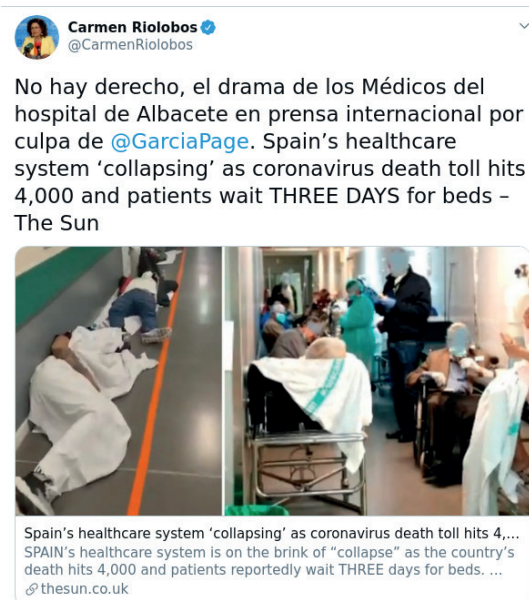 Carmen Riolobos
@CarmenRiolobos
No hay derecho, el drama de los Médicos del
hospital de Albacete en prensa internacional por
culpa de @GarciaPage. Spain’s healthcare
system ‘collapsing’ as coronavirus death toll hits
4,000 and patients wait THREE DAYS for beds –
The Sun
Spain’s healthcare system ‘collapsing’ as coronavirus death toll hits 4,...
SPAIN’s healthcare system is on the brink of “collapse” as the country’s
death hits 4,000 and patients reportedly wait THREE days for beds. ...
thesun.co.uk